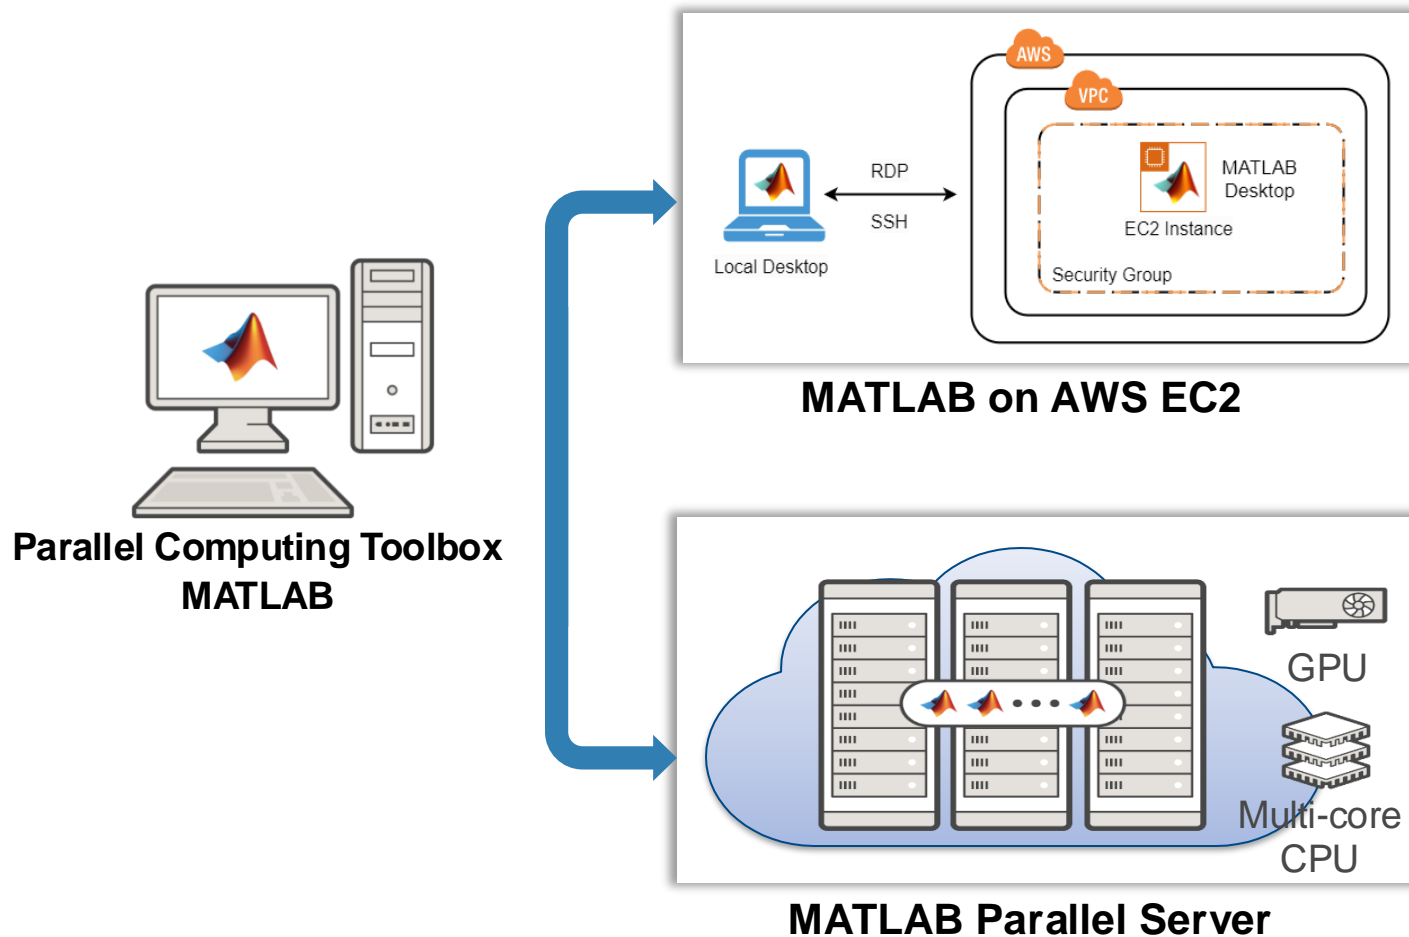 AWS
VPC
RDP
SSH
MATLAB
Desktop
EC2 Instance
Security Group
Local Desktop
MATLAB on AWS EC2
Parallel Computing Toolbox
MATLAB
GPU
Multi-core
CPU
MATLAB Parallel Server